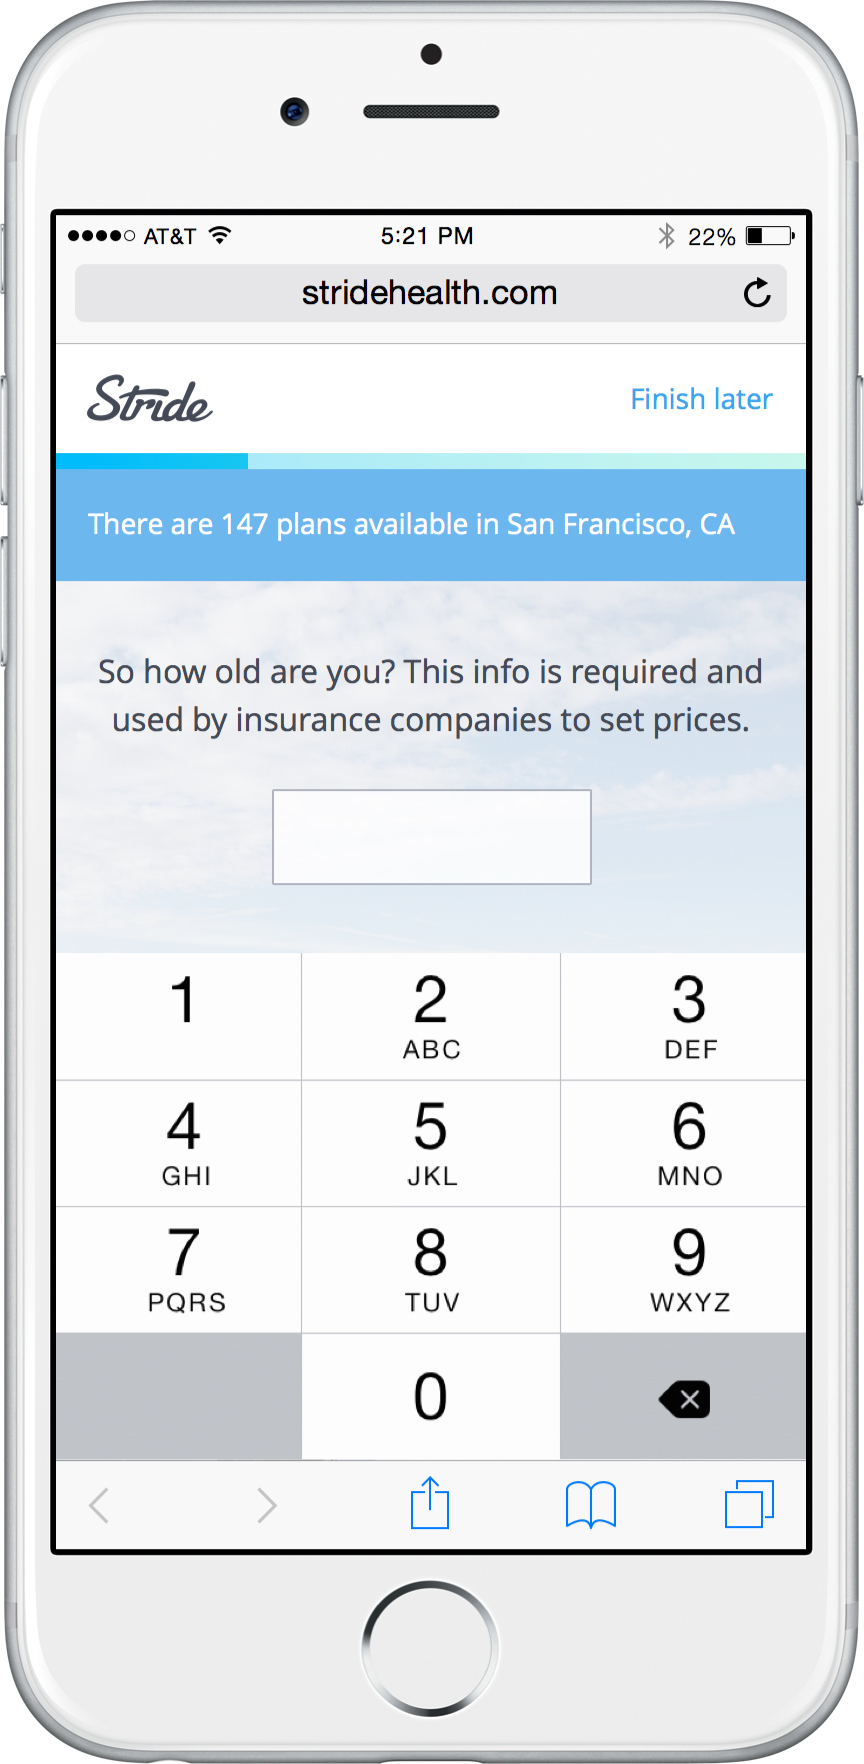 AT&T 5:21 PM 22%
stridehealth.com
Stride Finish later
There are 147 plans available in San Francisco, CA
So how old are you? This info is required and
used by insurance companies to set prices.
1 2 3
ABC DEF
4 5 6
GHI JKL MNO
7 8 9
PQRS TUV WXYZ
0